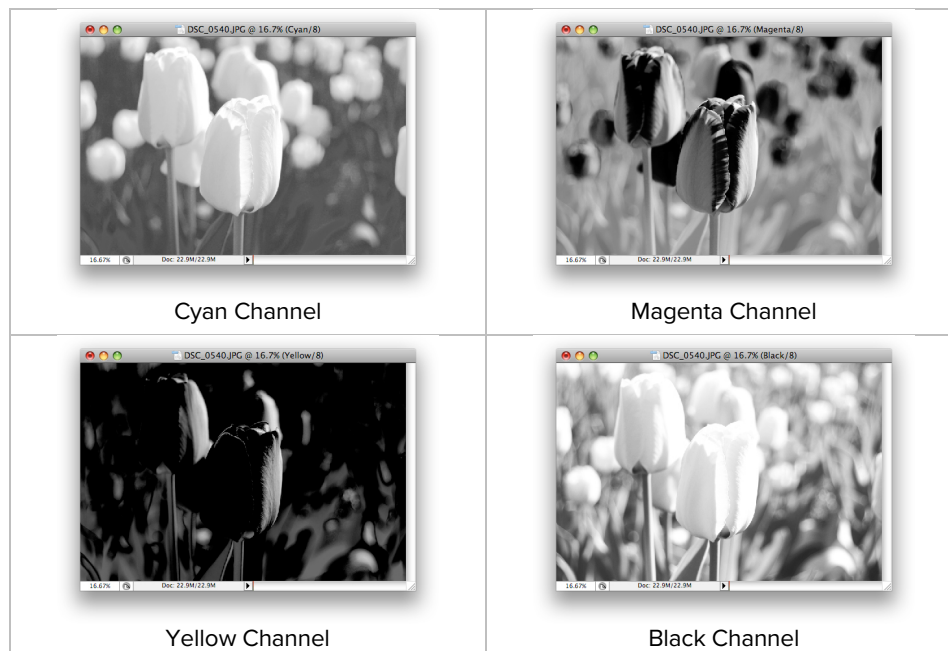 DSC_0540.JPG @ 16.7% (Cyan/8)
16.67% Doc: 22.9M/22.9M
Cyan Channel
DSC_0540.JPG @ 16.7% (Magenta/8)
16.67% Doc: 22.9M/22.9M
Magenta Channel
DSC_0540.JPG @ 16.7% (Yellow/8)
16.67% Doc: 22.9M/22.9M
Yellow Channel
DSC_0540.JPG @ 16.7% (Black/8)
16.67% Doc: 22.9M/22.9M
Black Channel